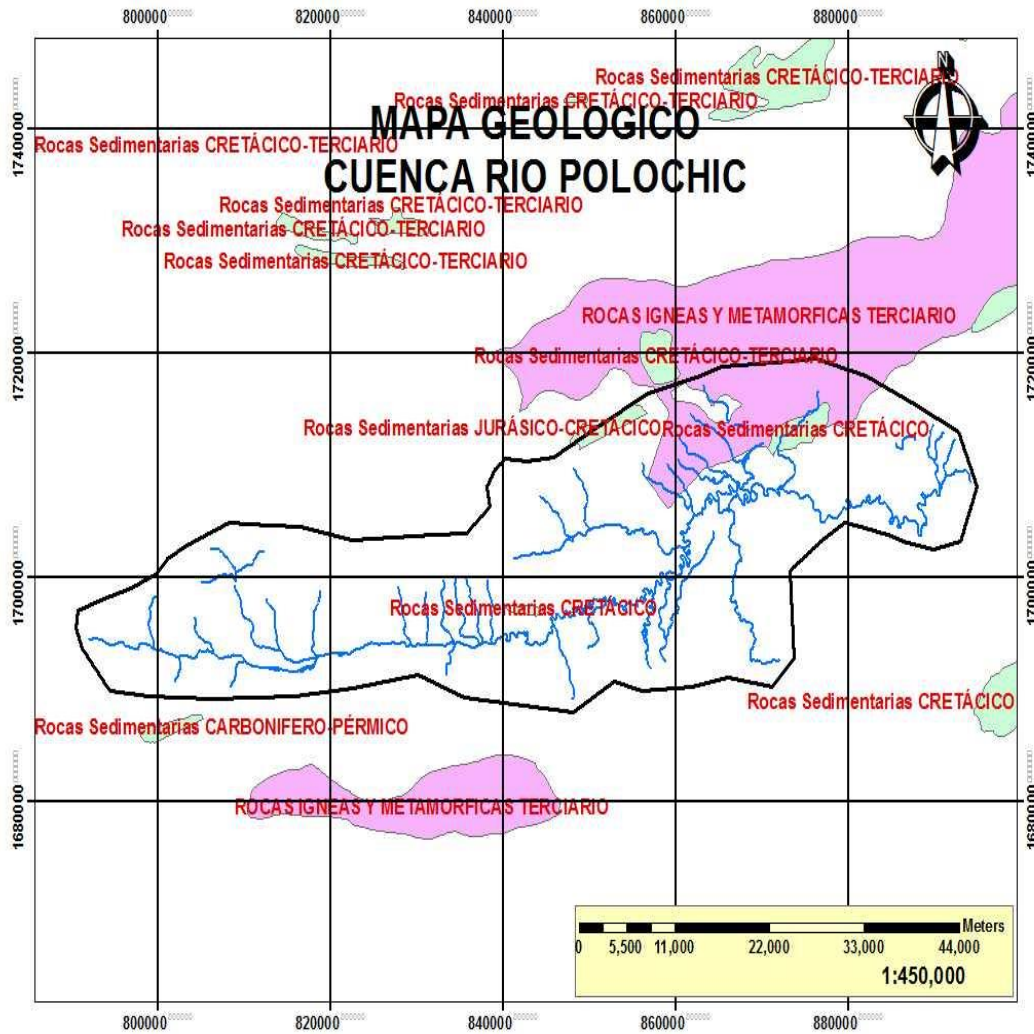 800000 820000 840000 860000 880000
Rocas Sedimentarias CRETÁCICO-TERCIARIO
N
Rocas Sedimentarias CRETÁCICO-TERCIARIO
MAPA GEOLOGICO
1740000
1740000
Rocas Sedimentarias CRETÁCICO-TERCIARIO
CUENCA RIO POLOCHIC
Rocas Sedimentarias CRETÁCICO-TERCIARIO
Rocas Sedimentarias CRETÁCICO-TERCIARIO
Rocas Sedimentarias CRETÁCICO-TERCIARIO
ROCAS IGNEAS Y METAMORFICAS TERCIARIO
1720000
1720000
Rocas Sedimentarias CRETÁCICO-TERCIARIO
Rocas Sedimentarias JURÁSICO-CRETÁCICO
Rocas Sedimentarias CRETÁCICO
1700000
1700000
Rocas Sedimentarias CRETÁCICO
Rocas Sedimentarias CRETÁCICO
Rocas Sedimentarias CARBONIFERO-PÉRMICO
1680000
1680000
ROCAS IGNEAS Y METAMORFICAS TERCIARIO
Meters
0 5,500 11,000 22,000 33,000 44,000
1:450,000
800000 820000 840000 860000 880000